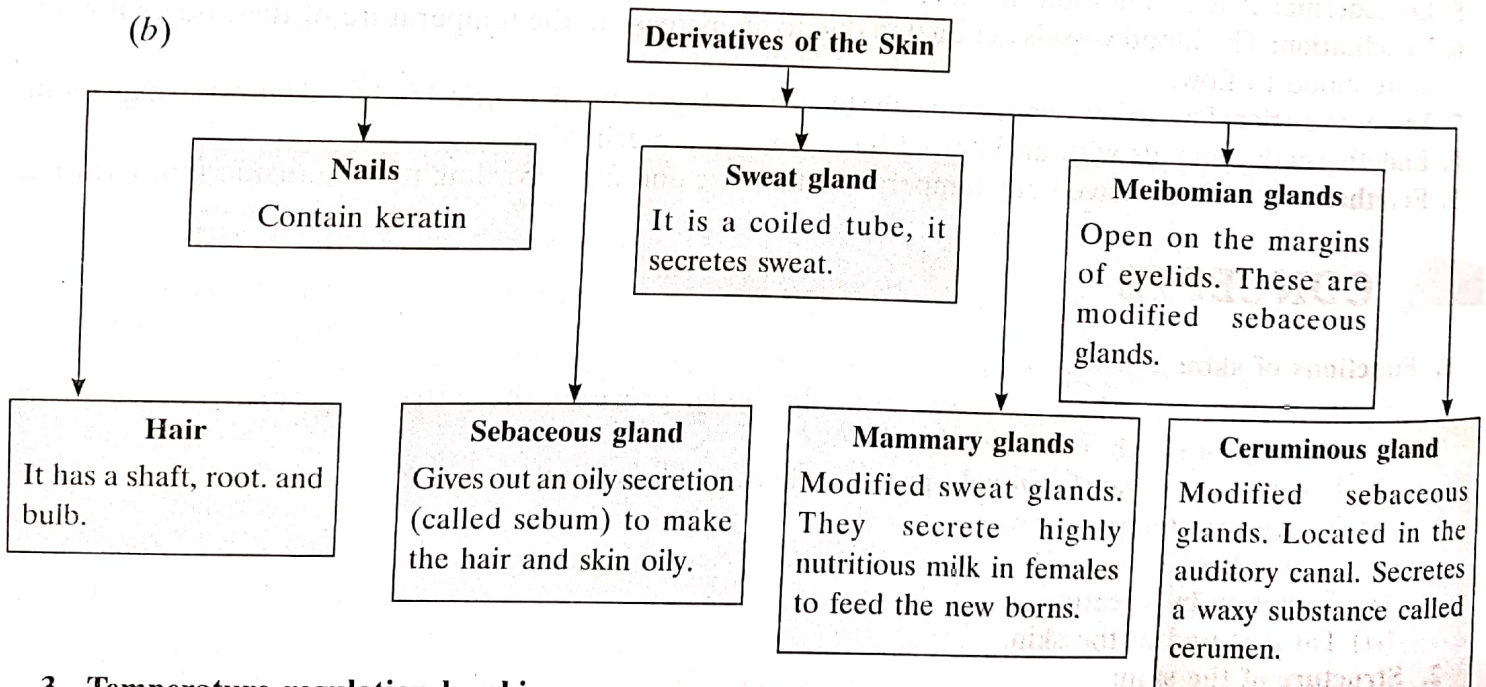 (b)
Derivatives of the Skin
Nails
Contain keratin
Sweat gland
It is a coiled tube, it
secretes sweat.
Meibomian glands
Open on the margins
of eyelids. These are
modified sebaceous
glands.
Hair
It has a shaft, root. and
bulb.
Sebaceous gland
Gives out an oily secretion
(called sebum) to make
the hair and skin oily.
Mammary glands
Modified sweat glands.
They secrete highly
nutritious milk in females
to feed the new borns.
Ceruminous gland
Modified sebaceous
glands. Located in the
auditory canal. Secretes
a waxy substance called
cerumen.
3. Temperature regulation by skin